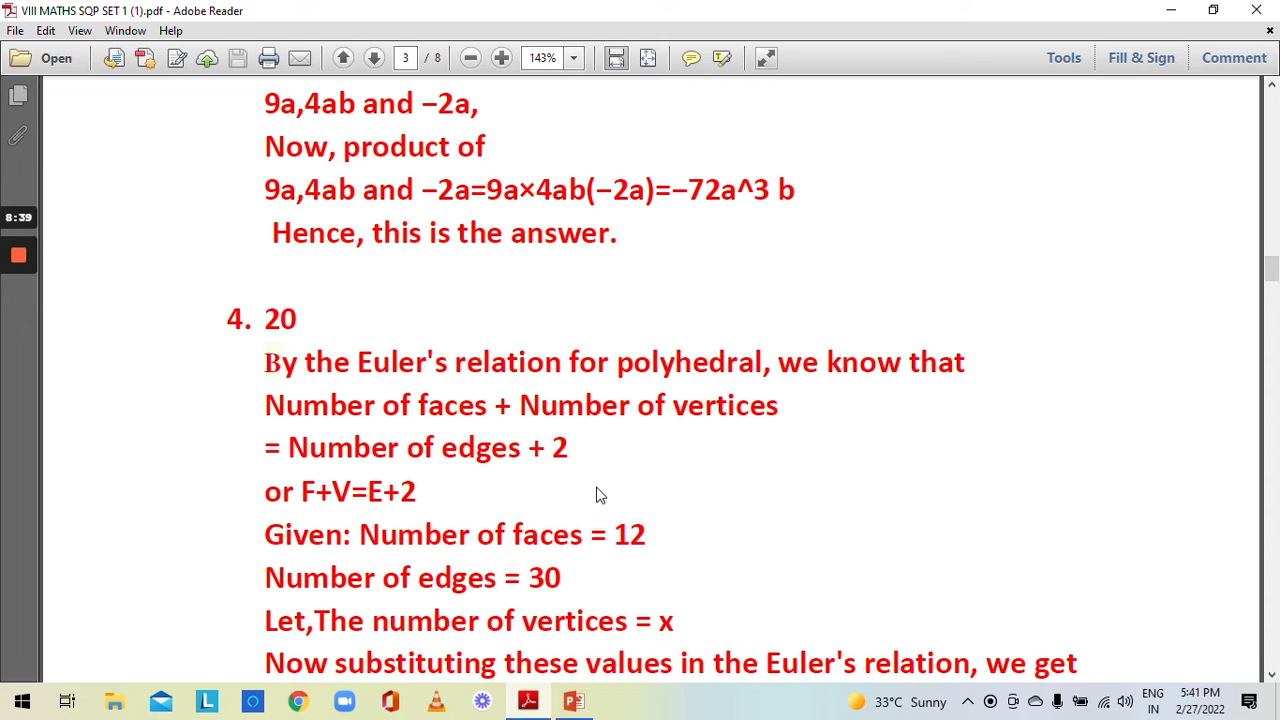 VIII MATHS SQP SET 1 (1).pdf - Adobe Reader
File Edit View Window Help
Open 3 / 8 143% Tools Fill & Sign Comment
9a,4ab and −2a,
Now, product of
9a,4ab and −2a=9a×4ab(−2a)=−72a^3 b
8:39
Hence, this is the answer.
4. 20
By the Euler's relation for polyhedral, we know that
Number of faces + Number of vertices
= Number of edges + 2
or F+V=E+2
Given: Number of faces = 12
Number of edges = 30
Let,The number of vertices = x
Now substituting these values in the Euler's relation, we get
33°C Sunny ENG 5:41 PM
IN 2/27/2022